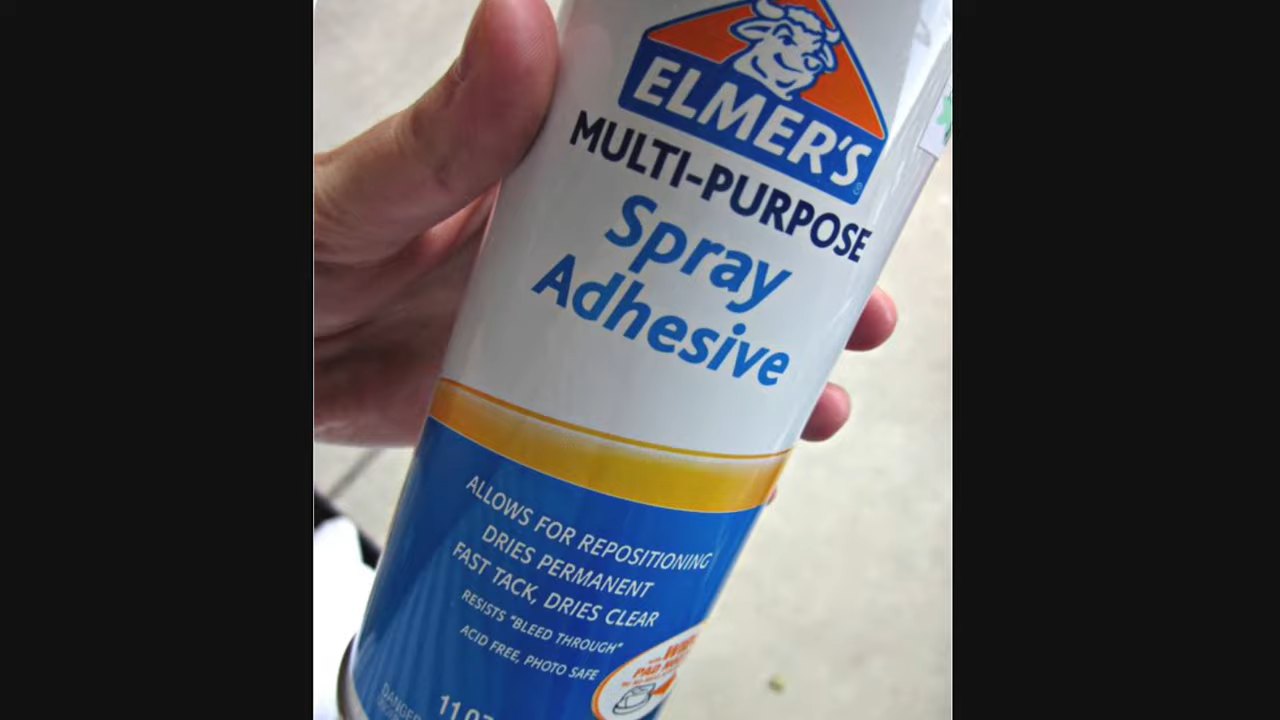 ELMER'S®
MULTI-PURPOSE
Spray
Adhesive
ALLOWS FOR REPOSITIONING
DRIES PERMANENT
FAST TACK, DRIES CLEAR
RESISTS "BLEED THROUGH"
ACID FREE, PHOTO SAFE
DANGER